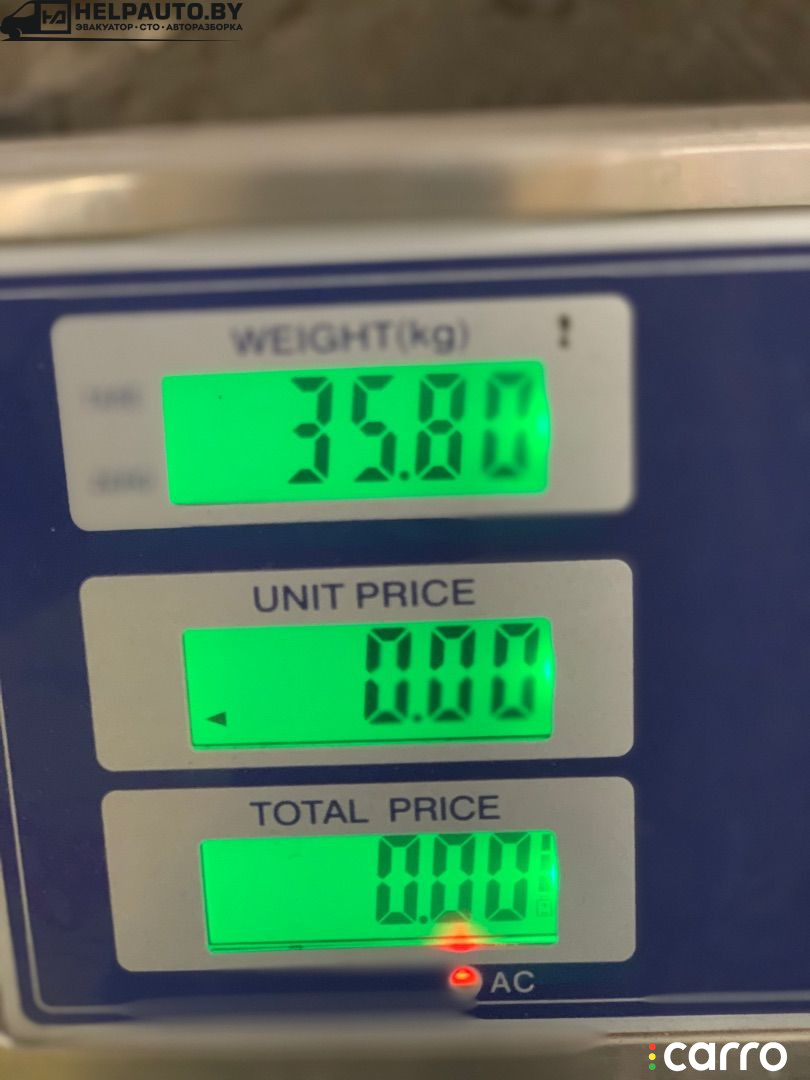 HELPAUTO.BY
ЭВАКУАТОР•СТО•АВТОРАЗБОРКА
WEIGHT(kg)
35.80
UNIT PRICE
0.00
TOTAL PRICE
0.00
AC
carro